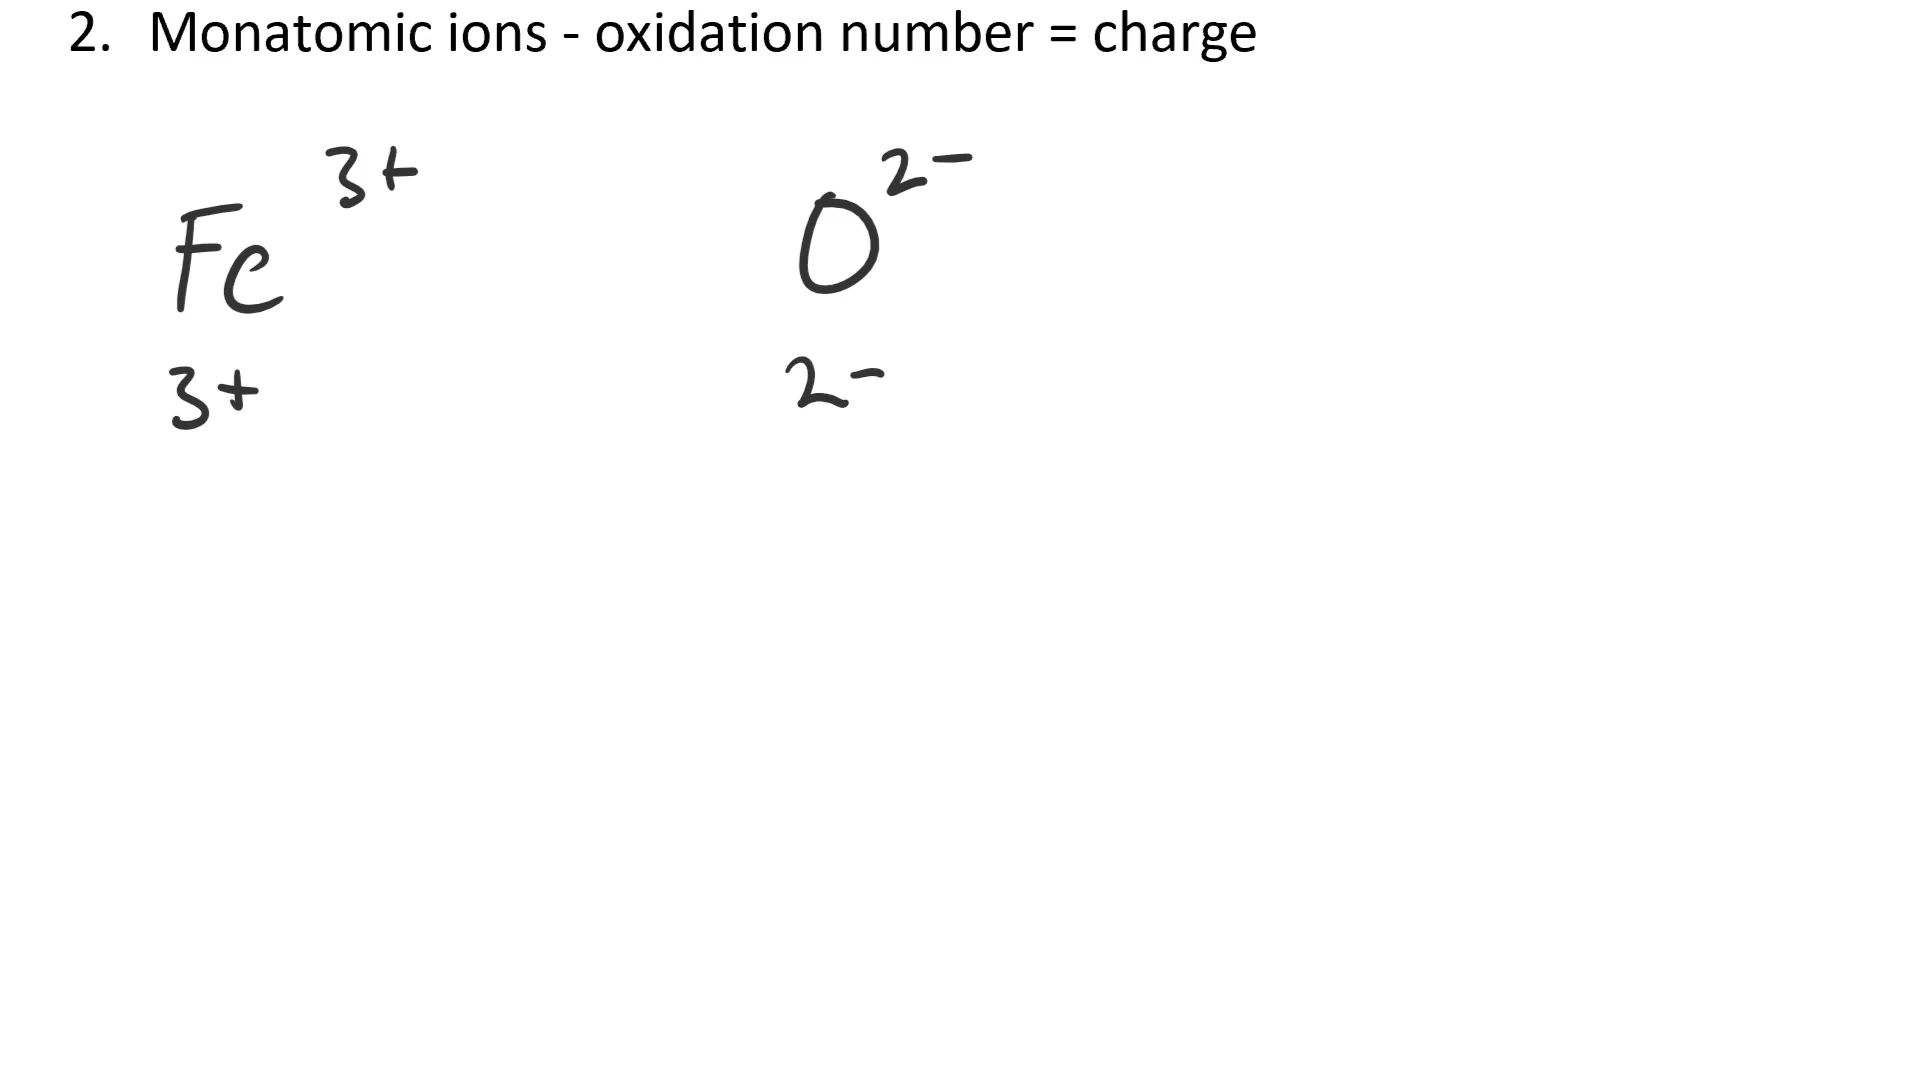 2. Monatomic ions - oxidation number = charge
Fe³⁺ O²⁻
3+ 2-